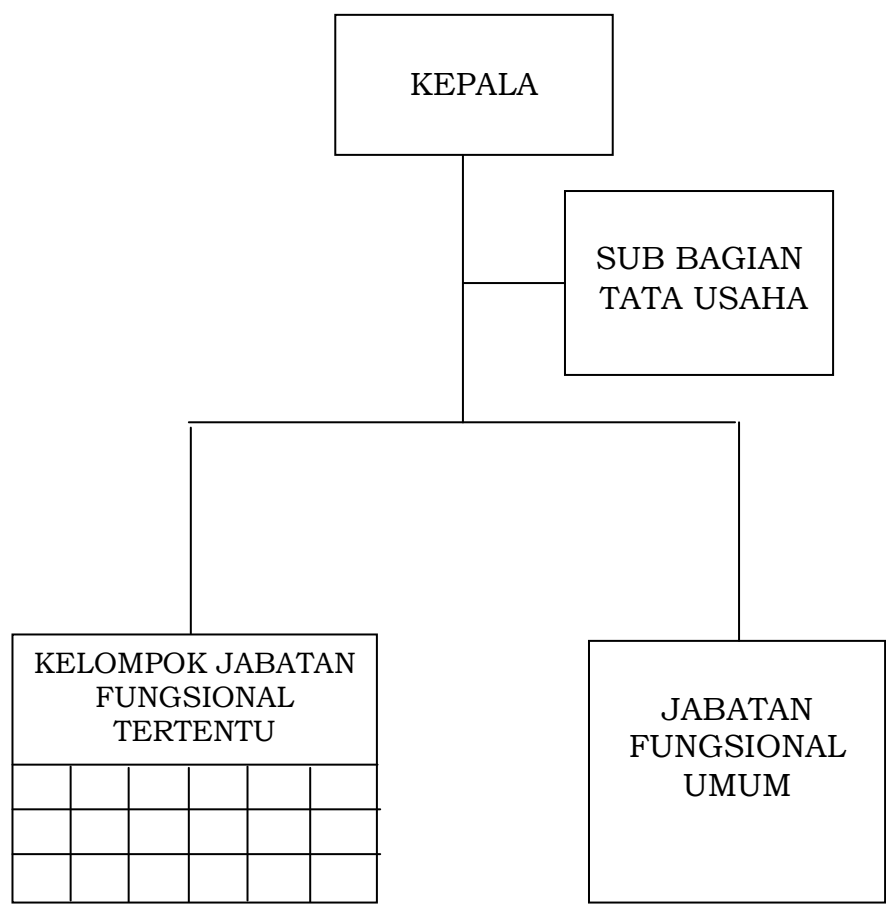 KEPALA
SUB BAGIAN
TATA USAHA
KELOMPOK JABATAN
FUNGSIONAL
TERTENTU
JABATAN
FUNGSIONAL
UMUM